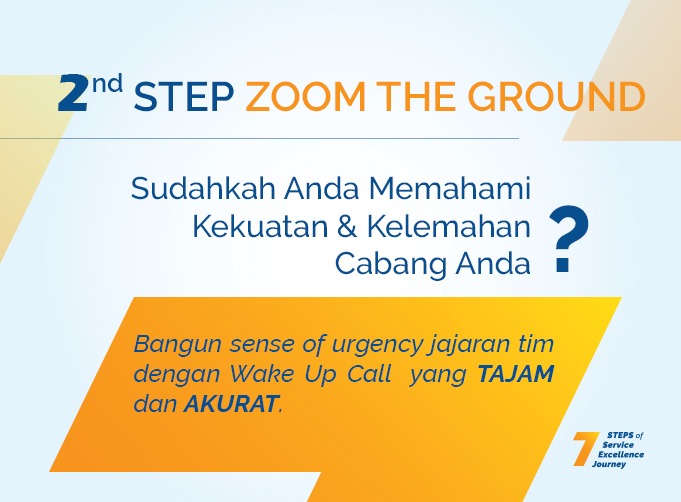 2nd STEP ZOOM THE GROUND
Sudahkah Anda Memahami
Kekuatan & Kelemahan
Cabang Anda ?
Bangun sense of urgency jajaran tim
dengan Wake Up Call yang TAJAM
dan AKURAT.
7 STEPS of
Service
Excellence
Journey